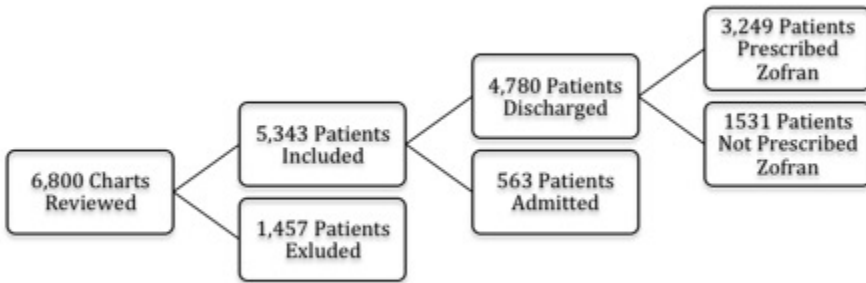 6,800 Charts
Reviewed
5,343 Patients
Included
1,457 Patients
Exluded
4,780 Patients
Discharged
563 Patients
Admitted
3,249 Patients
Prescribed
Zofran
1531 Patients
Not Prescribed
Zofran